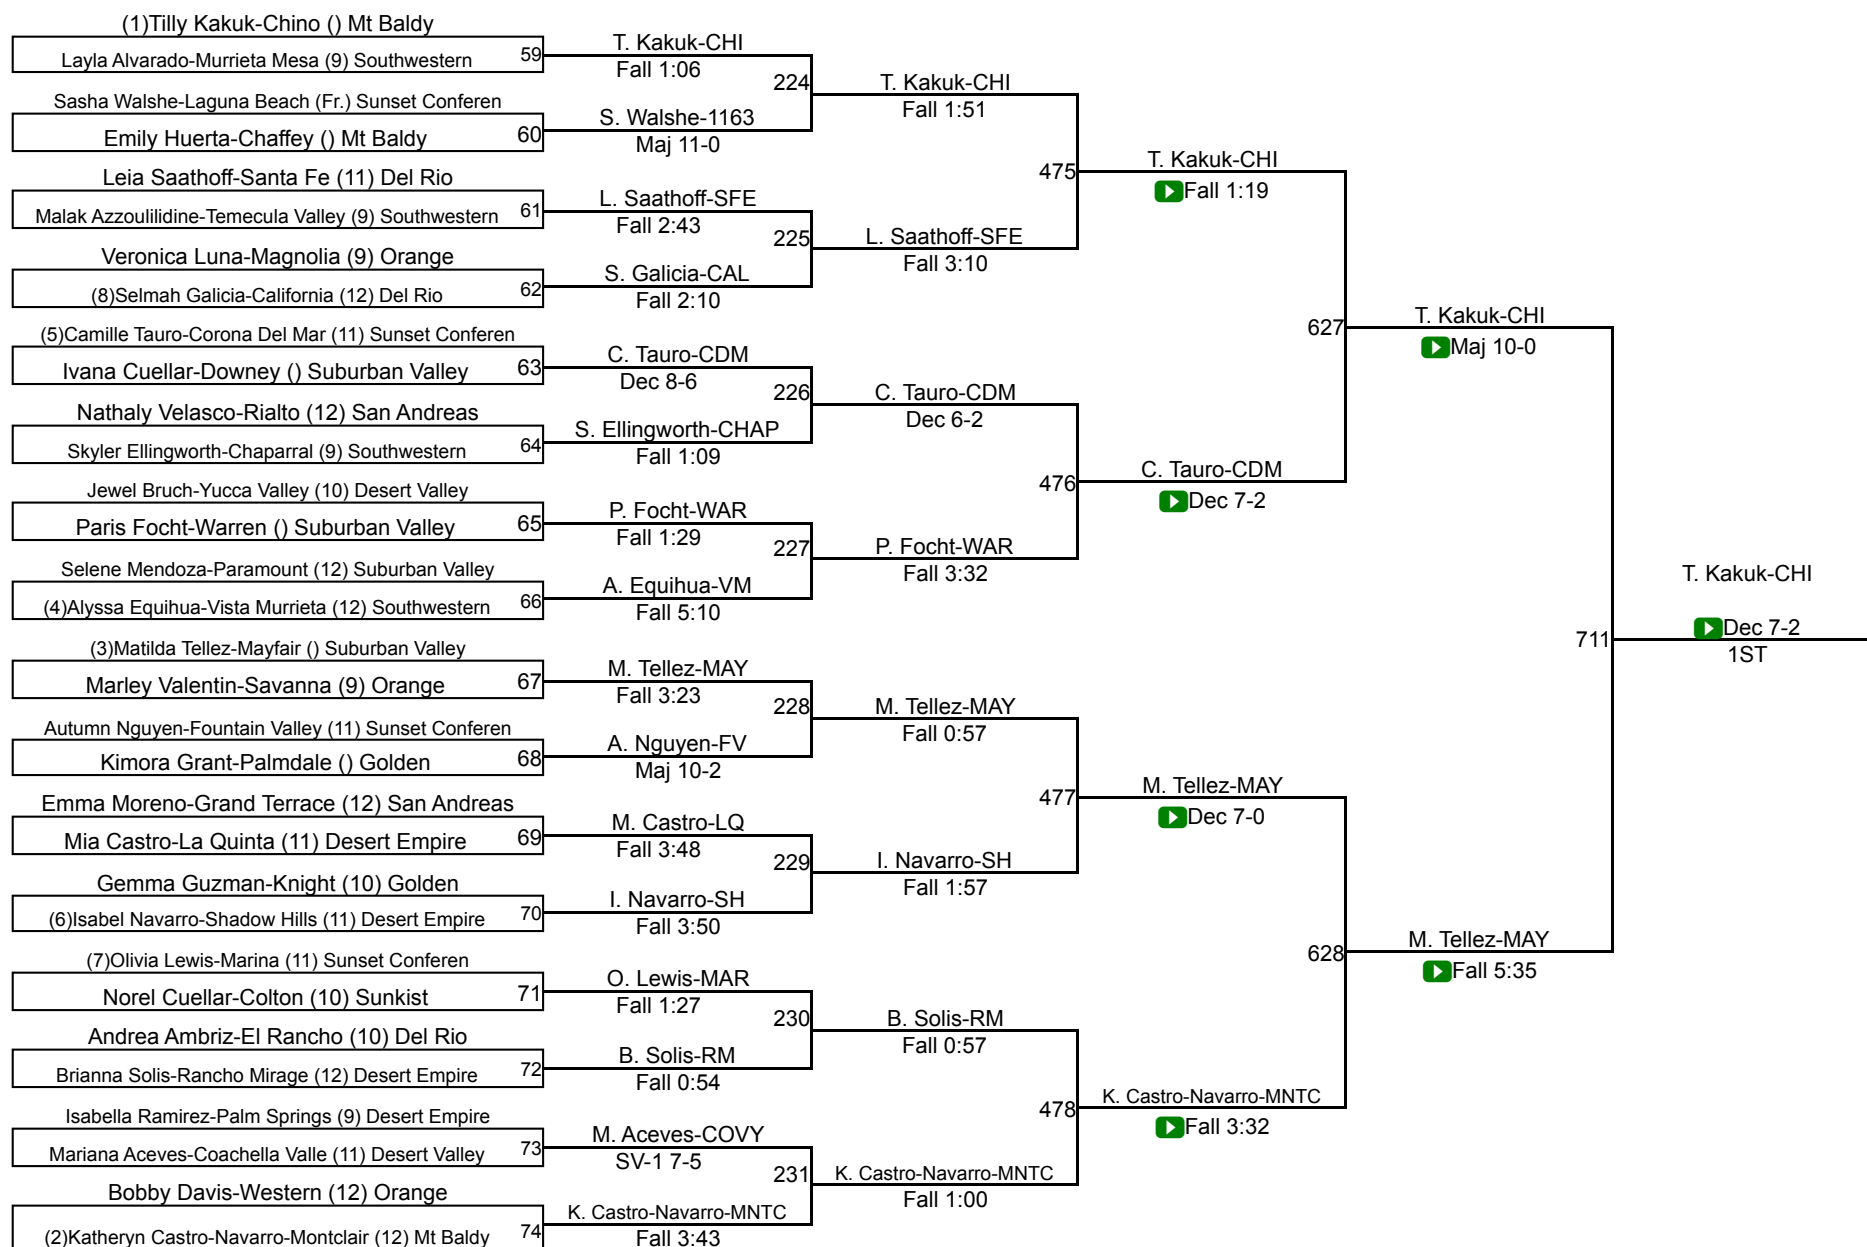 (1)Tilly Kakuk-Chino () Mt Baldy
Layla Alvarado-Murrieta Mesa (9) Southwestern
59
Sasha Walshe-Laguna Beach (Fr.) Sunset Conferen
Emily Huerta-Chaffey () Mt Baldy
60
Leia Saathoff-Santa Fe (11) Del Rio
Malak Azzoulilidine-Temecula Valley (9) Southwestern
61
Veronica Luna-Magnolia (9) Orange
(8)Selmah Galicia-California (12) Del Rio
62
(5)Camille Tauro-Corona Del Mar (11) Sunset Conferen
Ivana Cuellar-Downey () Suburban Valley
63
Nathaly Velasco-Rialto (12) San Andreas
Skyler Ellingworth-Chaparral (9) Southwestern
64
Jewel Bruch-Yucca Valley (10) Desert Valley
Paris Focht-Warren () Suburban Valley
65
Selene Mendoza-Paramount (12) Suburban Valley
(4)Alyssa Equihua-Vista Murrieta (12) Southwestern
66
(3)Matilda Tellez-Mayfair () Suburban Valley
Marley Valentin-Savanna (9) Orange
67
Autumn Nguyen-Fountain Valley (11) Sunset Conferen
Kimora Grant-Palmdale () Golden
68
Emma Moreno-Grand Terrace (12) San Andreas
Mia Castro-La Quinta (11) Desert Empire
69
Gemma Guzman-Knight (10) Golden
(6)Isabel Navarro-Shadow Hills (11) Desert Empire
70
(7)Olivia Lewis-Marina (11) Sunset Conferen
Norel Cuellar-Colton (10) Sunkist
71
Andrea Ambriz-El Rancho (10) Del Rio
Brianna Solis-Rancho Mirage (12) Desert Empire
72
Isabella Ramirez-Palm Springs (9) Desert Empire
Mariana Aceves-Coachella Valle (11) Desert Valley
73
Bobby Davis-Western (12) Orange
(2)Katheryn Castro-Navarro-Montclair (12) Mt Baldy
74
T. Kakuk-CHI
Fall 1:06
224
S. Walshe-1163
Maj 11-0
L. Saathoff-SFE
Fall 2:43
225
S. Galicia-CAL
Fall 2:10
C. Tauro-CDM
Dec 8-6
226
S. Ellingworth-CHAP
Fall 1:09
P. Focht-WAR
Fall 1:29
227
A. Equihua-VM
Fall 5:10
M. Tellez-MAY
Fall 3:23
228
A. Nguyen-FV
Maj 10-2
M. Castro-LQ
Fall 3:48
229
I. Navarro-SH
Fall 3:50
O. Lewis-MAR
Fall 1:27
230
B. Solis-RM
Fall 0:54
M. Aceves-COVY
SV-1 7-5
231
K. Castro-Navarro-MNTC
Fall 3:43
T. Kakuk-CHI
Fall 1:51
475
L. Saathoff-SFE
Fall 3:10
C. Tauro-CDM
Dec 6-2
476
P. Focht-WAR
Fall 3:32
M. Tellez-MAY
Fall 0:57
477
I. Navarro-SH
Fall 1:57
B. Solis-RM
Fall 0:57
478
K. Castro-Navarro-MNTC
Fall 1:00
T. Kakuk-CHI
Fall 1:19
627
C. Tauro-CDM
Dec 7-2
M. Tellez-MAY
Dec 7-0
628
K. Castro-Navarro-MNTC
Fall 3:32
T. Kakuk-CHI
Maj 10-0
711
M. Tellez-MAY
Fall 5:35
T. Kakuk-CHI
Dec 7-2
1ST